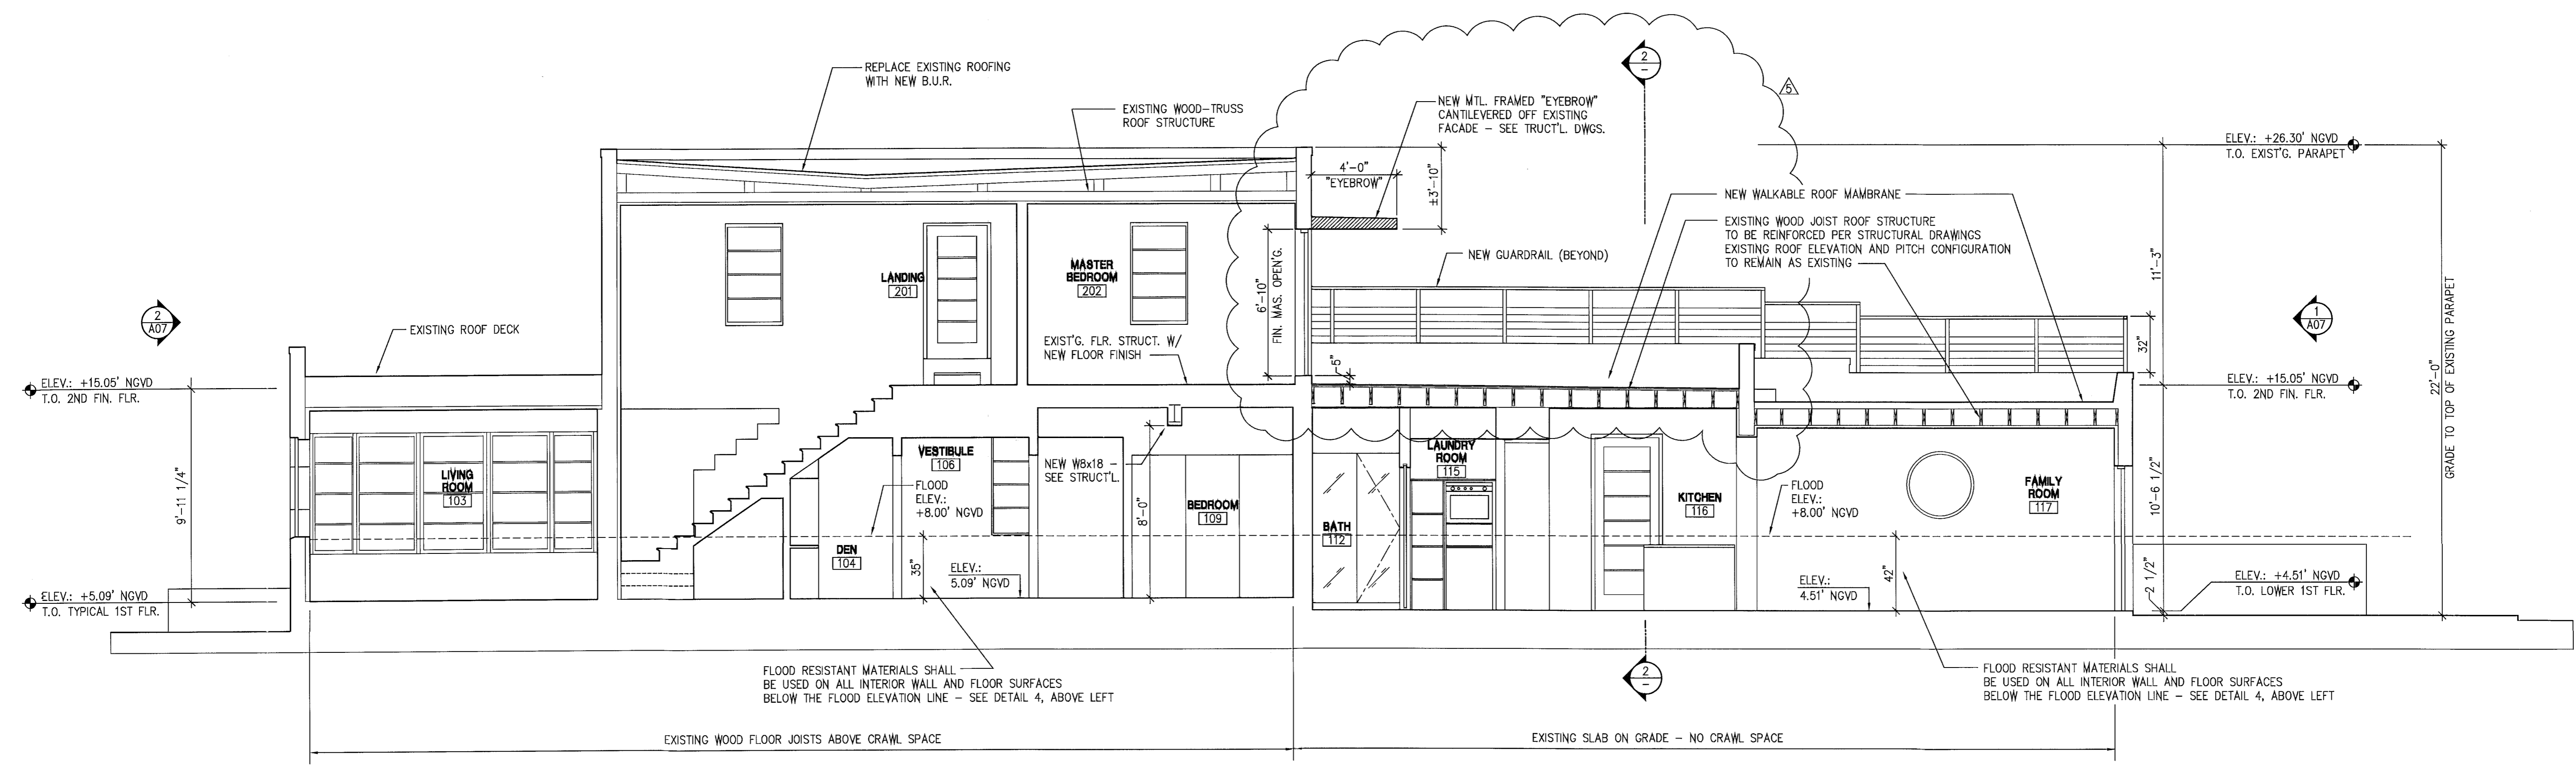 REPLACE EXISTING ROOFING
WITH NEW B.U.R.
EXISTING WOOD-TRUSS
ROOF STRUCTURE
NEW MTL. FRAMED "EYEBROW"
CANTILEVERED OFF EXISTING
FACADE - SEE TRUCT'L. DWGS.
2
-
5
4'-0"
"EYEBROW"
±3'-10"
ELEV.: +26.30' NGVD
T.O. EXIST'G. PARAPET
NEW WALKABLE ROOF MAMBRANE
EXISTING WOOD JOIST ROOF STRUCTURE
TO BE REINFORCED PER STRUCTURAL DRAWINGS
EXISTING ROOF ELEVATION AND PITCH CONFIGURATION
TO REMAIN AS EXISTING
NEW GUARDRAIL (BEYOND)
LANDING
201
MASTER
BEDROOM
202
6'-10"
FIN. MAS. OPEN'G.
5"
11'-3"
32"
22'-0"
GRADE TO TOP OF EXISTING PARAPET
2
A07
1
A07
EXISTING ROOF DECK
EXIST'G. FLR. STRUCT. W/
NEW FLOOR FINISH
ELEV.: +15.05' NGVD
T.O. 2ND FIN. FLR.
ELEV.: +15.05' NGVD
T.O. 2ND FIN. FLR.
9'-11 1/4"
LIVING
ROOM
103
VESTIBULE
106
FLOOD
ELEV.:
+8.00' NGVD
NEW W8x18 -
SEE STRUCT'L.
8'-0"
BEDROOM
109
BATH
112
LAUNDRY
ROOM
115
KITCHEN
116
FLOOD
ELEV.:
+8.00' NGVD
FAMILY
ROOM
117
10'-6 1/2"
DEN
104
35"
ELEV.:
5.09' NGVD
ELEV.:
4.51' NGVD
42"
2 1/2"
ELEV.: +5.09' NGVD
T.O. TYPICAL 1ST FLR.
ELEV.: +4.51' NGVD
T.O. LOWER 1ST FLR.
2
-
FLOOD RESISTANT MATERIALS SHALL
BE USED ON ALL INTERIOR WALL AND FLOOR SURFACES
BELOW THE FLOOD ELEVATION LINE - SEE DETAIL 4, ABOVE LEFT
FLOOD RESISTANT MATERIALS SHALL
BE USED ON ALL INTERIOR WALL AND FLOOR SURFACES
BELOW THE FLOOD ELEVATION LINE - SEE DETAIL 4, ABOVE LEFT
EXISTING WOOD FLOOR JOISTS ABOVE CRAWL SPACE
EXISTING SLAB ON GRADE - NO CRAWL SPACE